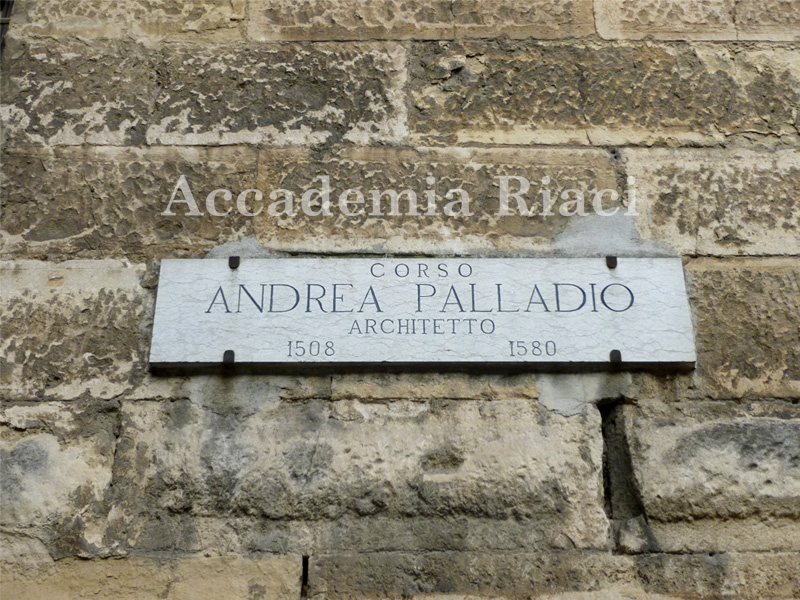 Accademia Riaci
CORSO
ANDREA PALLADIO
ARCHITETTO
1508 1580